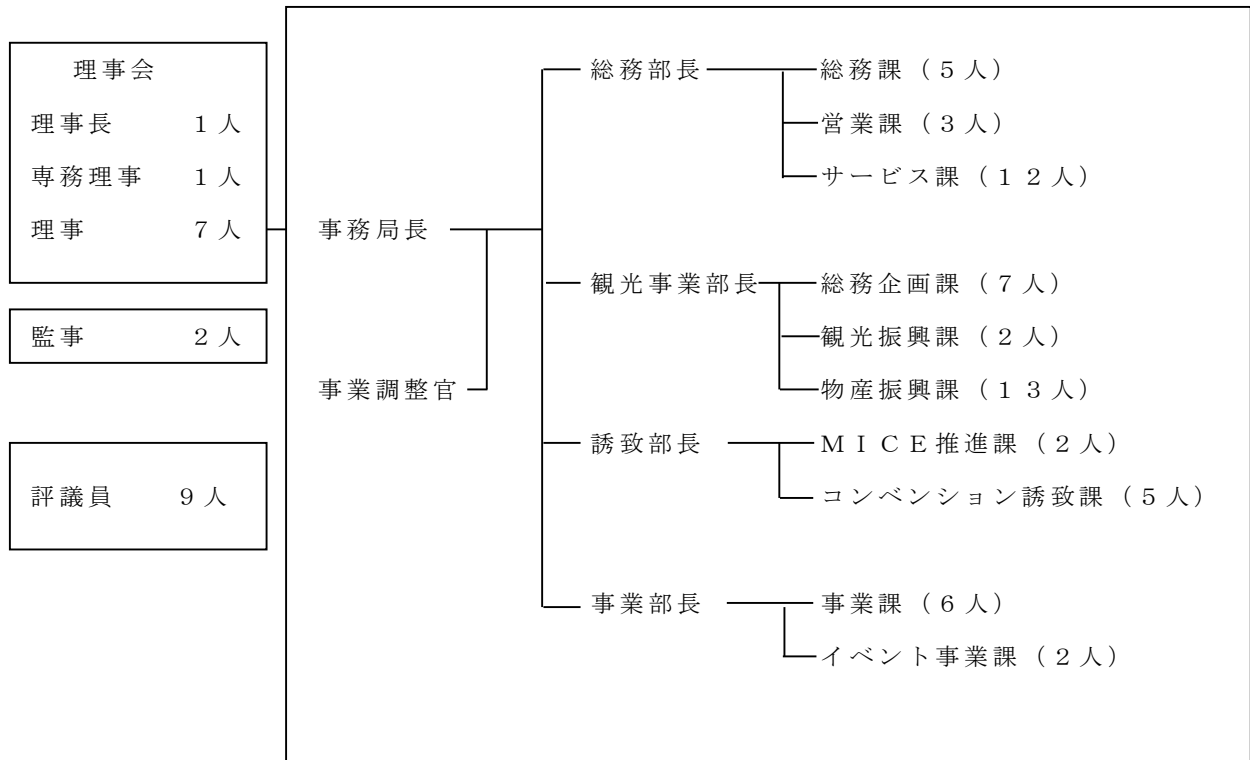 理事会
理事長 １人
専務理事 １人
理事 ７人
監事 ２人
評議員 ９人
事務局長
事業調整官
総務部長
総務課（５人）
営業課（３人）
サービス課（１２人）
観光事業部長
総務企画課（７人）
観光振興課（２人）
物産振興課（１３人）
誘致部長
ＭＩＣＥ推進課（２人）
コンベンション誘致課（５人）
事業部長
事業課（６人）
イベント事業課（２人）